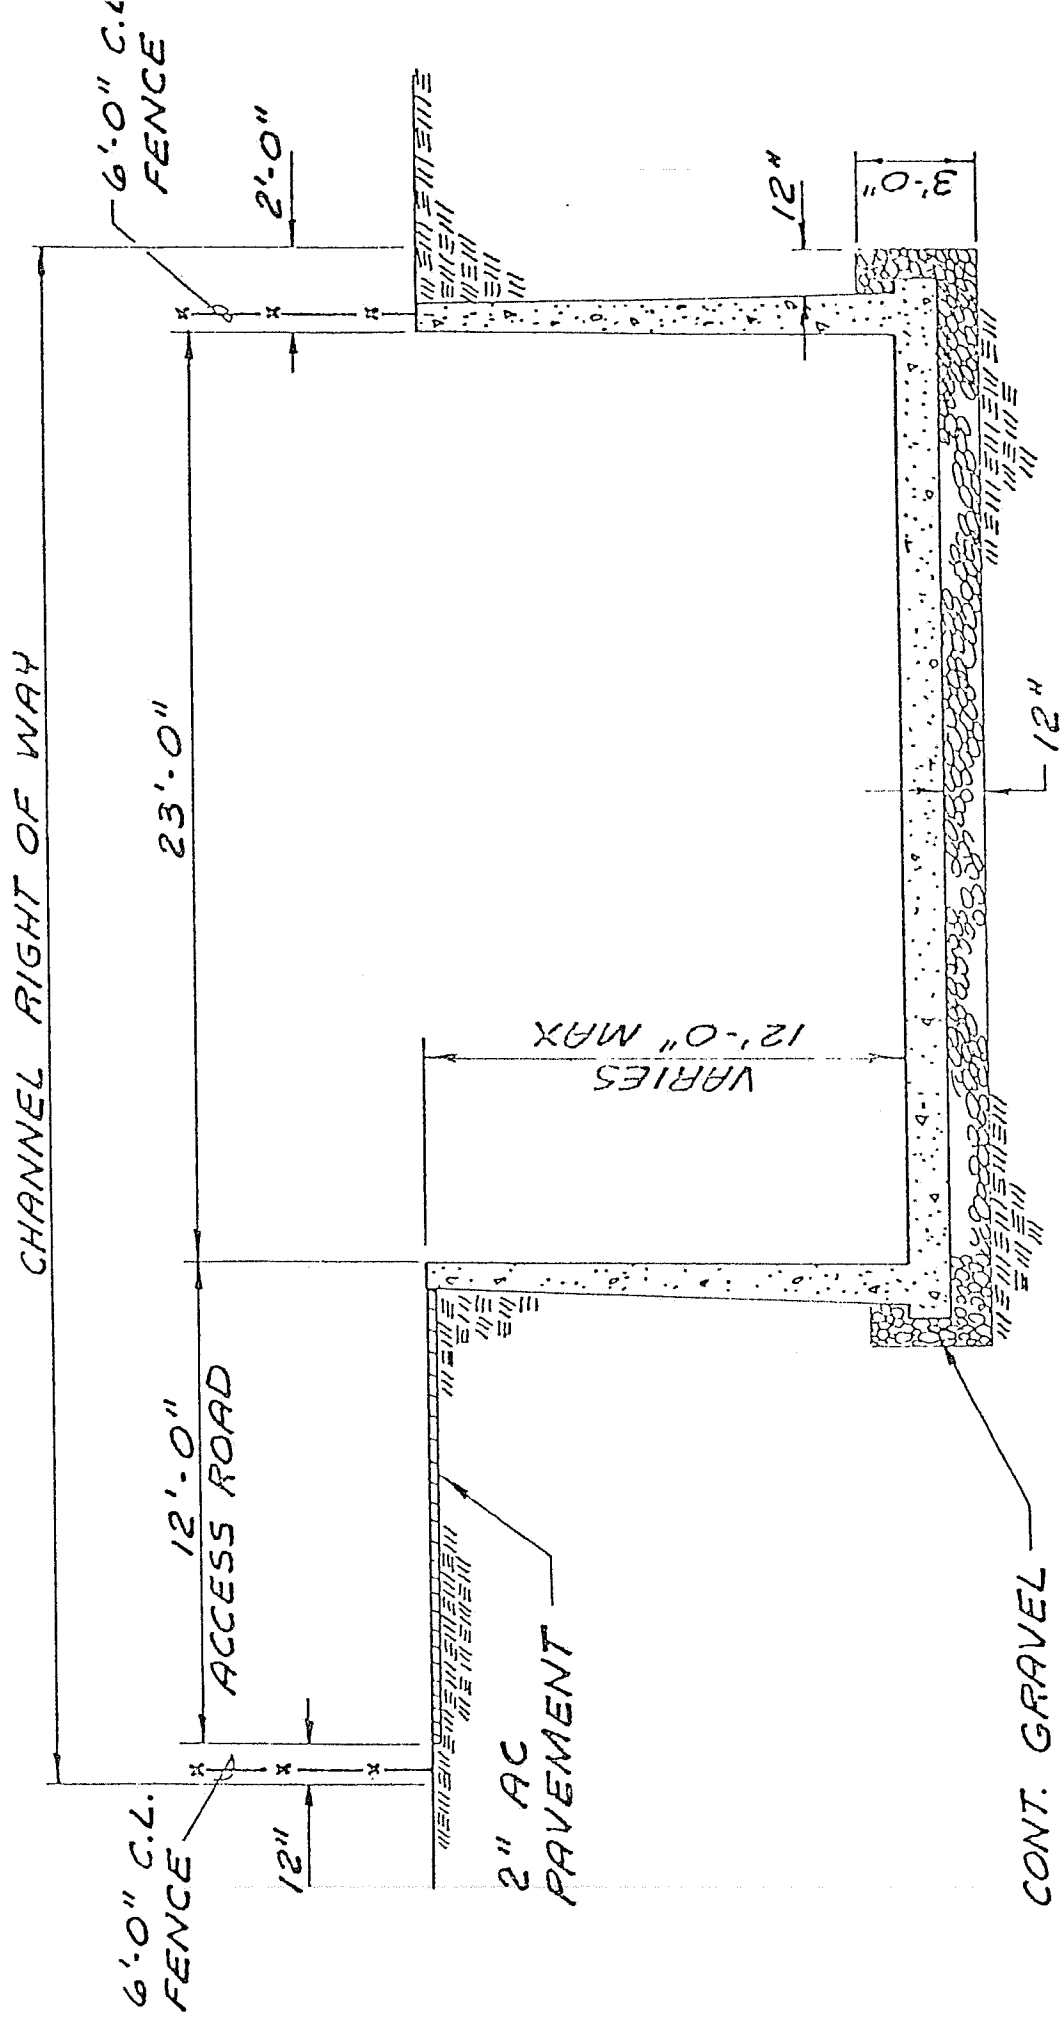 CHANNEL RIGHT OF WAY
6'-0" C.L.
FENCE
12"
12'-0"
ACCESS ROAD
23'-0"
2'-0"
6'-0"
FENCE
2" AC
PAVEMENT
VARIES
12'-0" MAX
12"
3'-0"
12"
CONT. GRAVEL